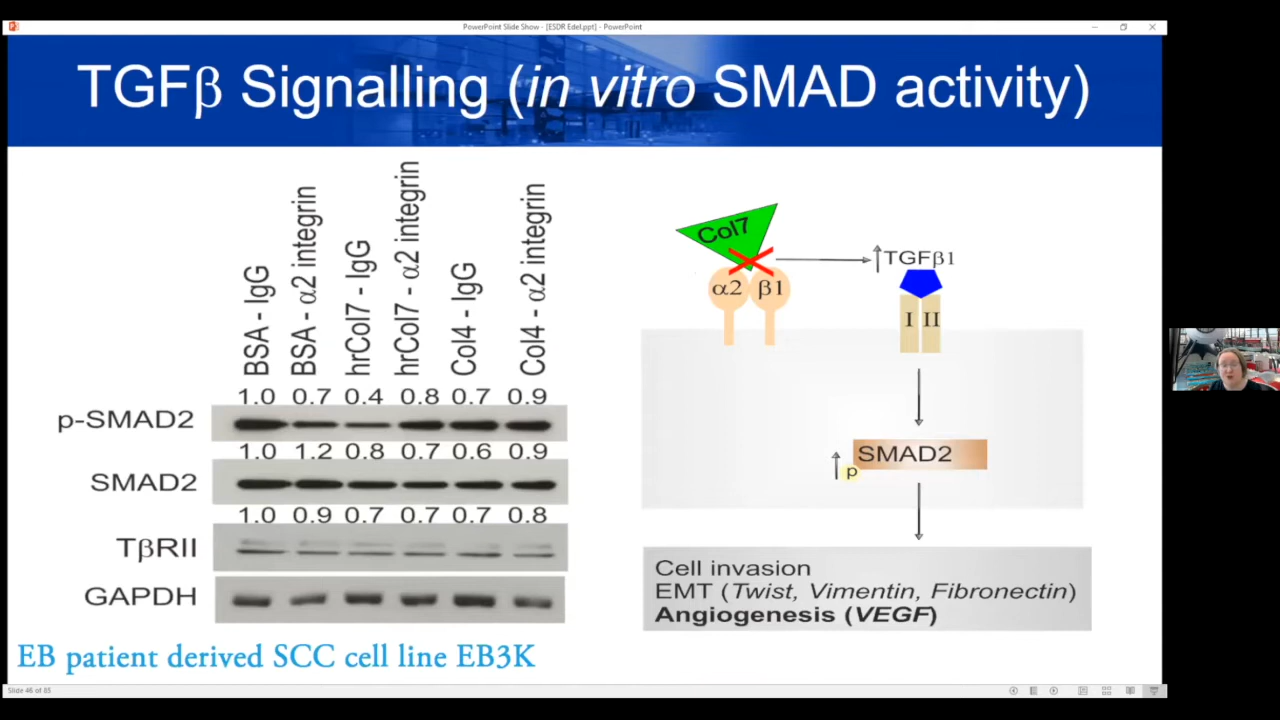 PowerPoint Slide Show - [ESDR Edel.ppt] - PowerPoint
TGFβ Signalling (in vitro SMAD activity)
BSA - IgG
BSA - α2 integrin
hrCol7 - IgG
hrCol7 - α2 integrin
Col4 - IgG
Col4 - α2 integrin
1.0 0.7 0.4 0.8 0.7 0.9
p-SMAD2
1.0 1.2 0.8 0.7 0.6 0.9
SMAD2
1.0 0.9 0.7 0.7 0.7 0.8
TβRII
GAPDH
EB patient derived SCC cell line EB3K
Col7
α2 β1
↑TGFβ1
I II
↑p SMAD2
Cell invasion
EMT (Twist, Vimentin, Fibronectin)
Angiogenesis (VEGF)
Slide 46 of 85